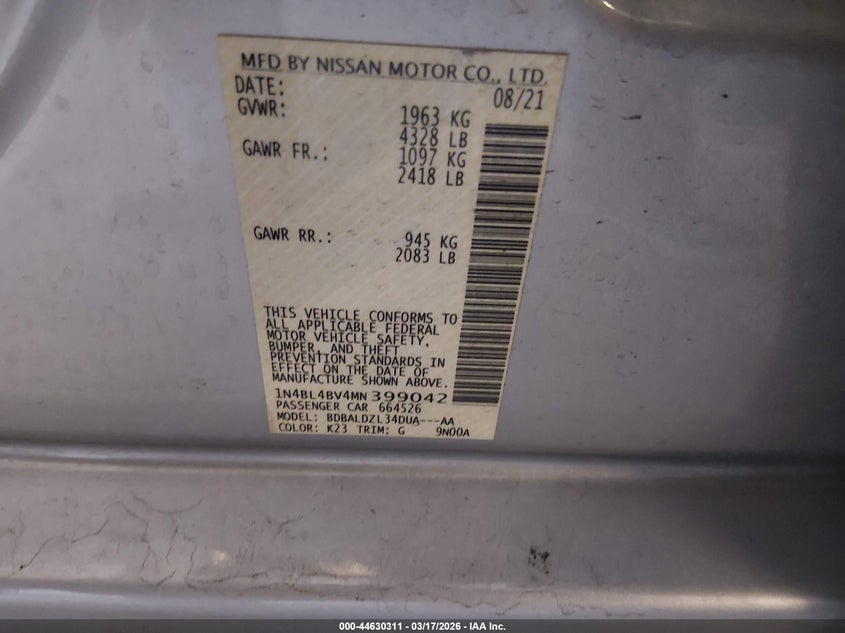 MFD BY NISSAN MOTOR CO., LTD.
DATE: 08/21
GVWR: 1963 KG
4328 LB
GAWR FR.: 1097 KG
2418 LB
GAWR RR.: 945 KG
2083 LB
THIS VEHICLE CONFORMS TO
ALL APPLICABLE FEDERAL
MOTOR VEHICLE SAFETY,
BUMPER, AND THEFT
PREVENTION STANDARDS IN
EFFECT ON THE DATE OF
MANUFACTURE SHOWN ABOVE.
1N4BL4BV4MN399042
PASSENGER CAR 664526
MODEL: BDBALDZL34DUA---AA
COLOR: K23 TRIM: G 9N00A
000-44630311 - 03/17/2026 - IAA Inc.